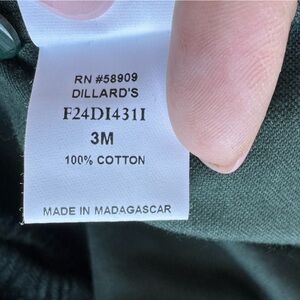 RN #58909
DILLARD'S
F24DI431I
3M
100% COTTON
MADE IN MADAGASCAR